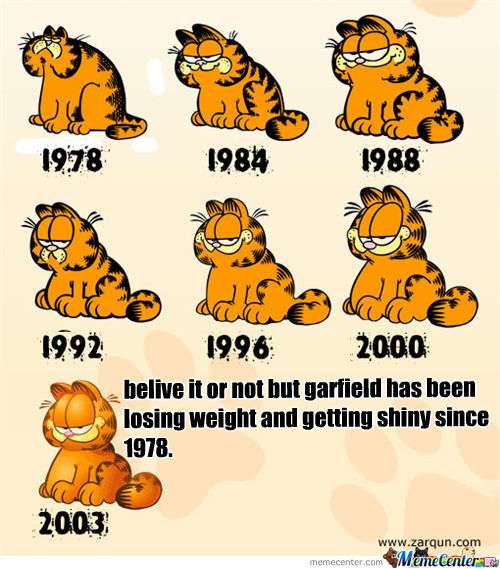 1978 1984 1988
1992 1996 2000
belive it or not but garfield has been
losing weight and getting shiny since
1978.
2003
www.zarqun.com
memecenter.com MemeCenter